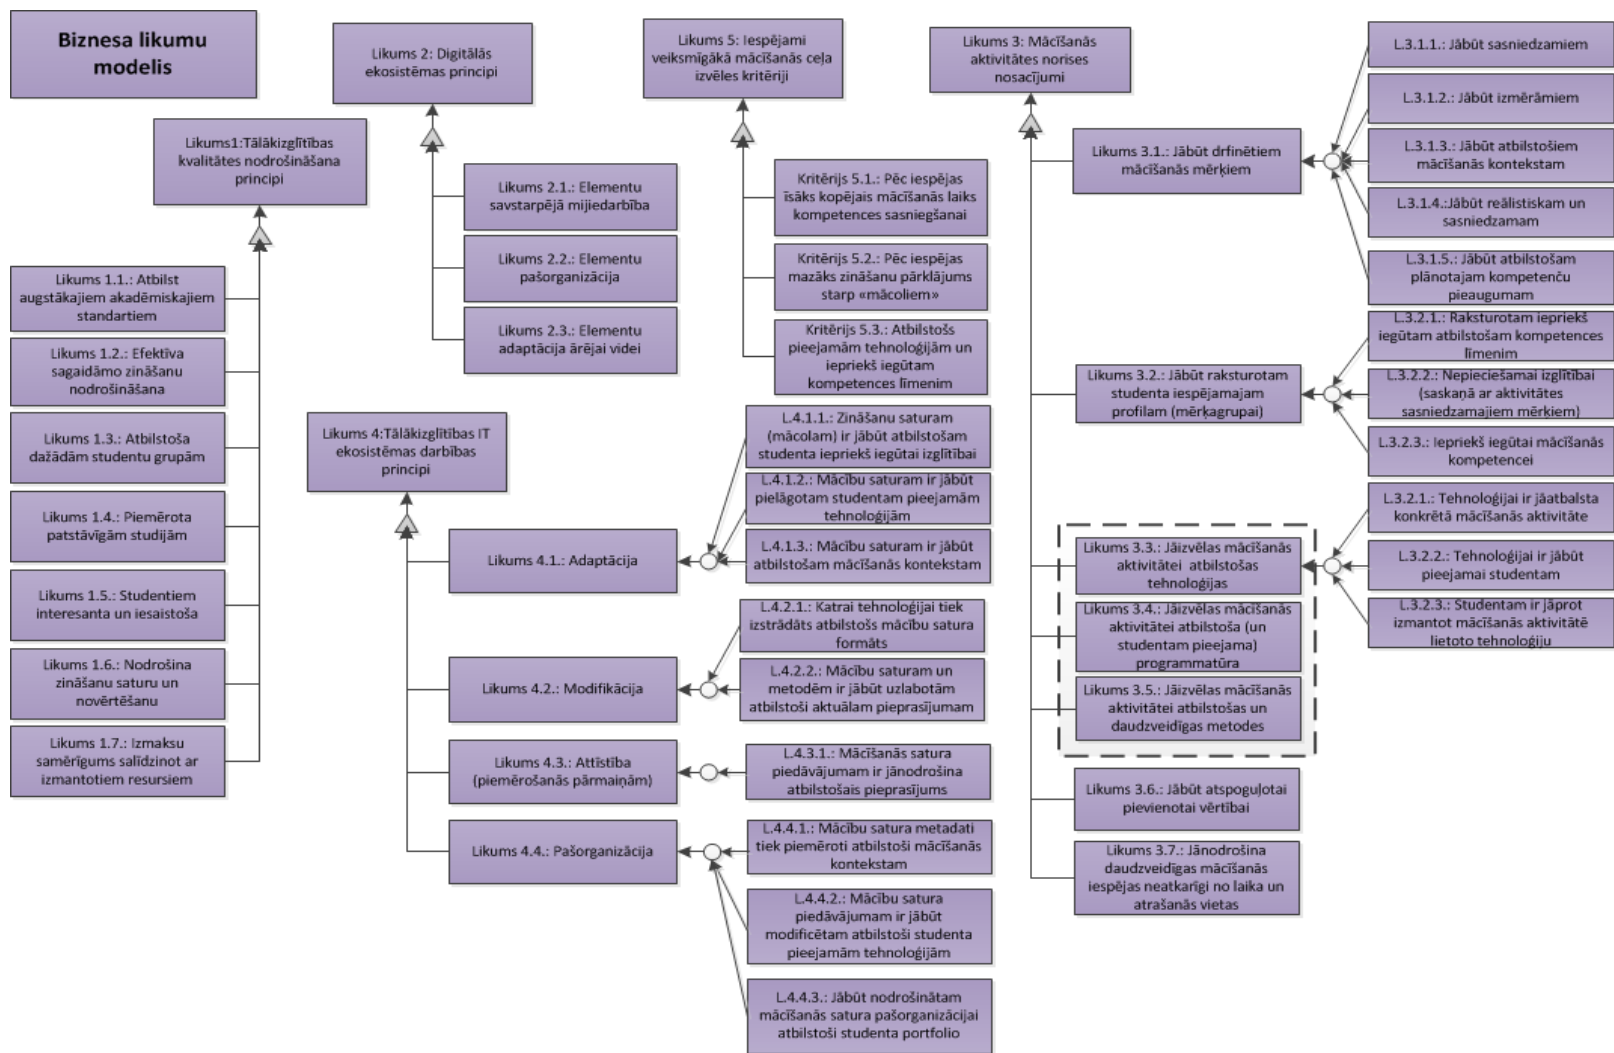 Biznesa likumu
modelis
Likums1:Tālākizglītības
kvalitātes nodrošināšana
principi
Likums 1.1.: Atbilst
augstākajiem akadēmiskajiem
standartiem
Likums 1.2.: Efektīva
sagaidāmo zināšanu
nodrošināšana
Likums 1.3.: Atbilstoša
dažādām studentu grupām
Likums 1.4.: Piemērota
patstāvīgām studijām
Likums 1.5.: Studentiem
interesanta un iesaistoša
Likums 1.6.: Nodrošina
zināšanu saturu un
novērtēšanu
Likums 1.7.: Izmaksu
samērīgums salīdzinot ar
izmantotiem resursiem
Likums 2: Digitālās
ekosistēmas principi
Likums 2.1.: Elementu
savstarpējā mijiedarbība
Likums 2.2.: Elementu
pašorganizācija
Likums 2.3.: Elementu
adaptācija ārējai videi
Likums 5: Iespējami
veiksmīgākā mācīšanās ceļa
izvēles kritēriji
Kritērijs 5.1.: Pēc iespējas
īsāks kopējais mācīšanās laiks
kompetences sasniegšanai
Kritērijs 5.2.: Pēc iespējas
mazāks zināšanu pārklājums
starp «mācoliem»
Kritērijs 5.3.: Atbilstošs
pieejamām tehnoloģijām un
iepriekš iegūtam
kompetences līmenim
Likums 4:Tālākizglītības IT
ekosistēmas darbības
principi
Likums 4.1.: Adaptācija
L.4.1.1.: Zināšanu saturam
(mācolam) ir jābūt atbilstošam
studenta iepriekš iegūtai izglītībai
L.4.1.2.: Mācību saturam ir jābūt
pielāgotam studentam pieejamām
tehnoloģijām
L.4.1.3.: Mācību saturam ir jābūt
atbilstošam mācīšanās kontekstam
Likums 4.2.: Modifikācija
L.4.2.1.: Katrai tehnoloģijai tiek
izstrādāts atbilstošs mācību satura
formāts
L.4.2.2.: Mācību saturam un
metodēm ir jābūt uzlabotām
atbilstoši aktuālam pieprasījumam
Likums 4.3.: Attīstība
(piemērošanās pārmaiņām)
L.4.3.1.: Mācīšanās satura
piedāvājumam ir jānodrošina
atbilstošais pieprasījums
Likums 4.4.: Pašorganizācija
L.4.4.1.: Mācību satura metadati
tiek piemēroti atbilstoši mācīšanās
kontekstam
L.4.4.2.: Mācību satura
piedāvājumam ir jābūt
modificētam atbilstoši studenta
pieejamām tehnoloģijām
L.4.4.3.: Jābūt nodrošinātam
mācīšanās satura pašorganizācijai
atbilstoši studenta portfolio
Likums 3: Mācīšanās
aktivitātes norises
nosacījumi
Likums 3.1.: Jābūt drfinētiem
mācīšanās mērķiem
L.3.1.1.: Jābūt sasniedzamiem
L.3.1.2.: Jābūt izmērāmiem
L.3.1.3.: Jābūt atbilstošiem
mācīšanās kontekstam
L.3.1.4.:Jābūt reālistiskam un
sasniedzamam
L.3.1.5.: Jābūt atbilstošam
plānotajam kompetenču
pieaugumam
Likums 3.2.: Jābūt raksturotam
studenta iespējamajam
profilam (mērķagrupai)
L.3.2.1.: Raksturotam iepriekš
iegūtam atbilstošam kompetences
līmenim
L.3.2.2.: Nepieciešamai izglītībai
(saskaņā ar aktivitātes
sasniedzamajiem mērķiem)
L.3.2.3.: Iepriekš iegūtai mācīšanās
kompetencei
Likums 3.3.: Jāizvēlas mācīšanās
aktivitātei atbilstošas
tehnoloģijas
L.3.2.1.: Tehnoloģijai ir jāatbalsta
konkrētā mācīšanās aktivitāte
L.3.2.2.: Tehnoloģijai ir jābūt
pieejamai studentam
L.3.2.3.: Studentam ir jāprot
izmantot mācīšanās aktivitātē
lietoto tehnoloģiju
Likums 3.4.: Jāizvēlas mācīšanās
aktivitātei atbilstoša (un
studentam pieejama)
programmatūra
Likums 3.5.: Jāizvēlas mācīšanās
aktivitātei atbilstošas un
daudzveidīgas metodes
Likums 3.6.: Jābūt atspoguļotai
pievienotai vērtībai
Likums 3.7.: Jānodrošina
daudzveidīgas mācīšanās
iespējas neatkarīgi no laika un
atrašanās vietas